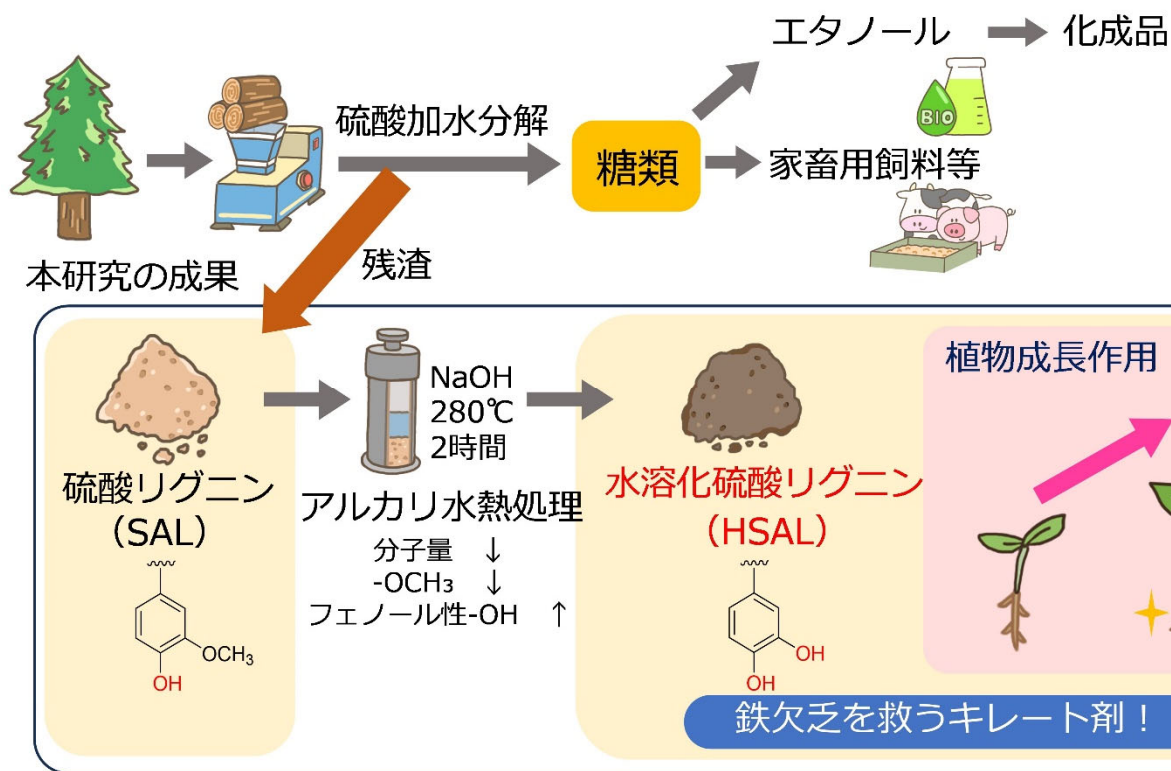 エタノール
化成品
BIO
硫酸加水分解
糖類
家畜用飼料等
残渣
本研究の成果
植物成長作用
NaOH
280℃
2時間
硫酸リグニン
（SAL）
アルカリ水熱処理
分子量 ↓
-OCH₃ ↓
フェノール性-OH ↑
水溶化硫酸リグニン
（HSAL）
OCH₃
OH
OH
OH
鉄欠乏を救うキレート剤！